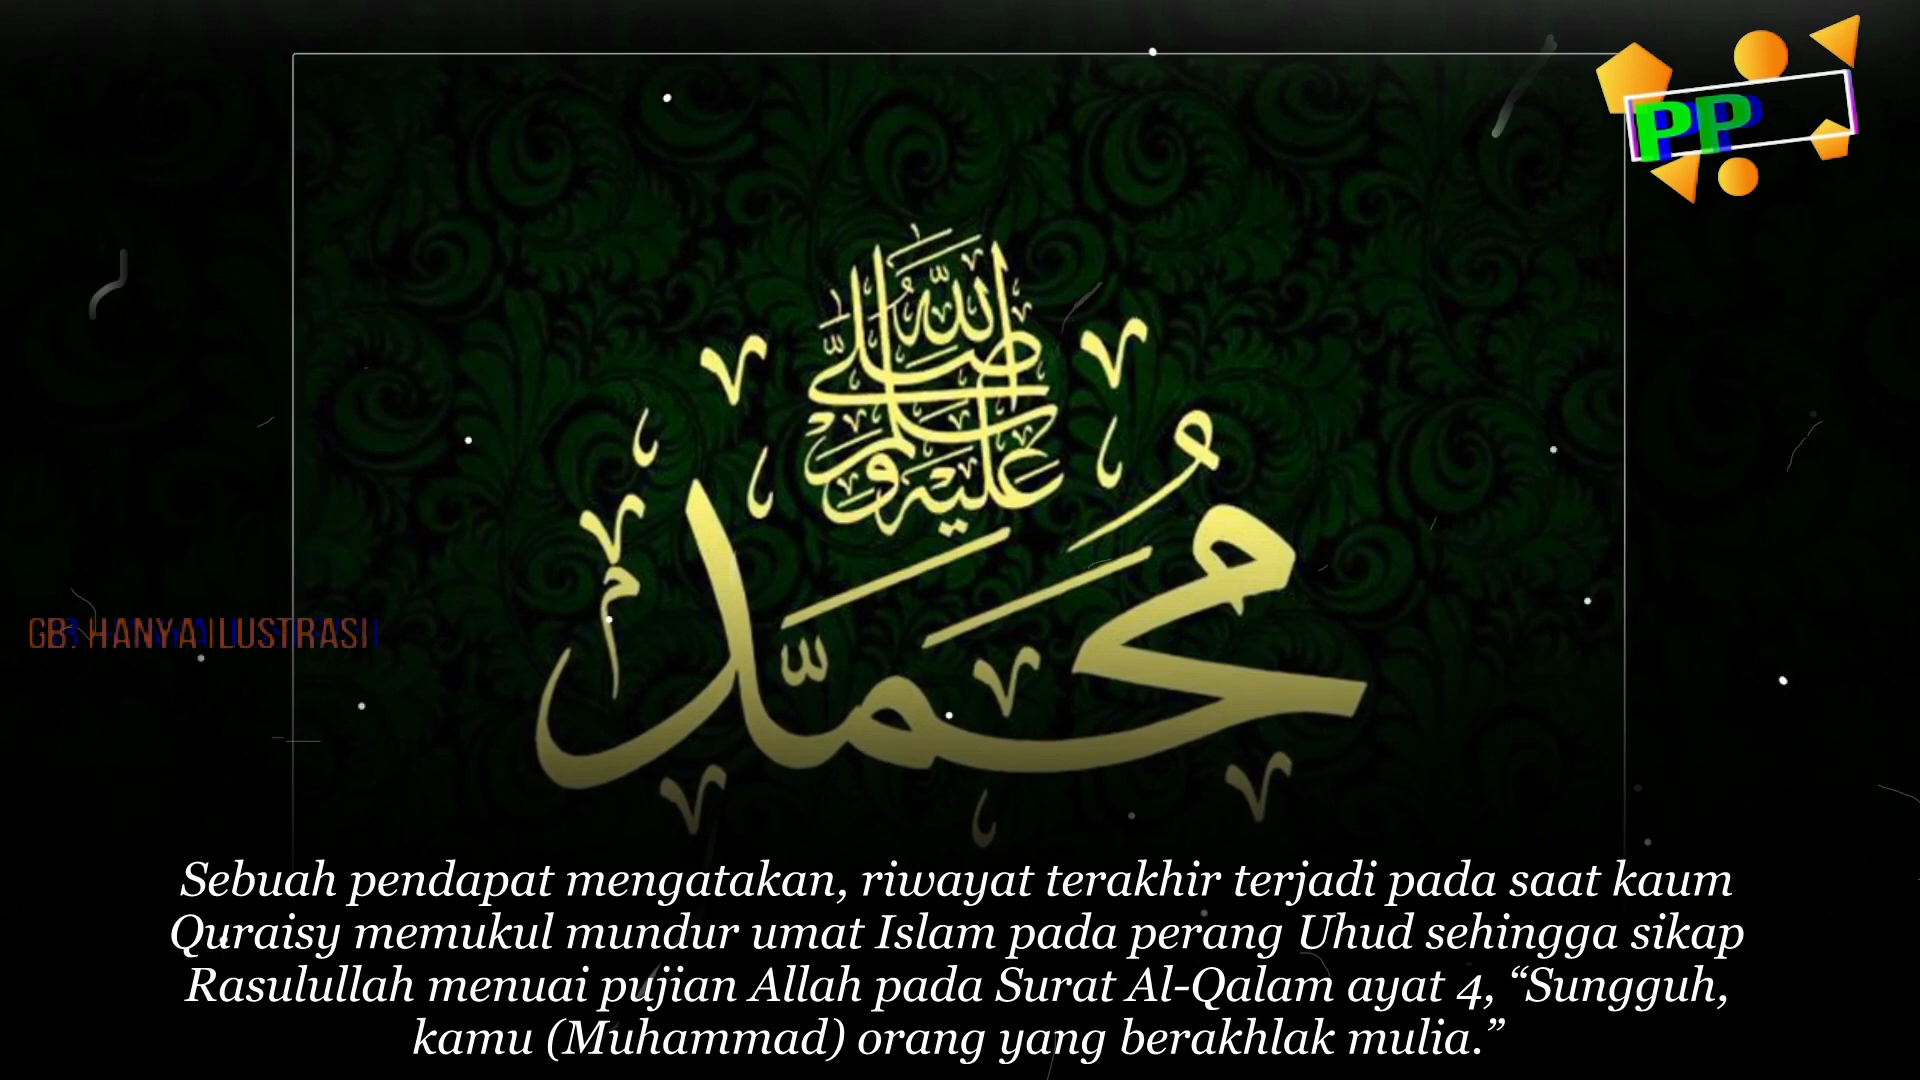 PP
صلى الله
عليه وسلم
محمد
GB. HANYA ILUSTRASI
Sebuah pendapat mengatakan, riwayat terakhir terjadi pada saat kaum
Quraisy memukul mundur umat Islam pada perang Uhud sehingga sikap
Rasulullah menuai pujian Allah pada Surat Al-Qalam ayat 4, “Sungguh,
kamu (Muhammad) orang yang berakhlak mulia.”